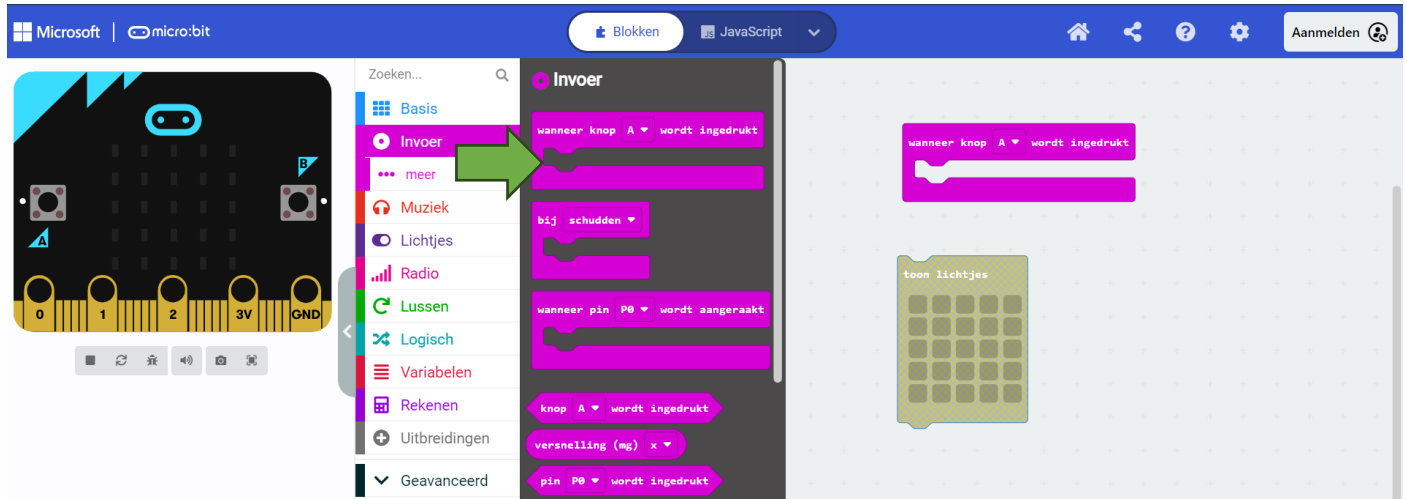 Microsoft
micro:bit
Blokken
JS JavaScript
Aanmelden
Zoeken...
Basis
Invoer
meer
Muziek
Lichtjes
Radio
Lussen
Logisch
Variabelen
Rekenen
Uitbreidingen
Geavanceerd
B
A
0 1 2 3V GND
Invoer
wanneer knop A wordt ingedrukt
bij schudden
wanneer pin P0 wordt aangeraakt
knop A wordt ingedrukt
versnelling (mg) x
pin P0 wordt ingedrukt
wanneer knop A wordt ingedrukt
toon lichtjes